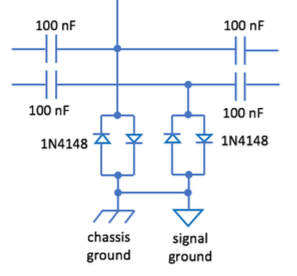 100 nF
100 nF
100 nF
100 nF
1N4148
1N4148
chassis
ground
signal
ground